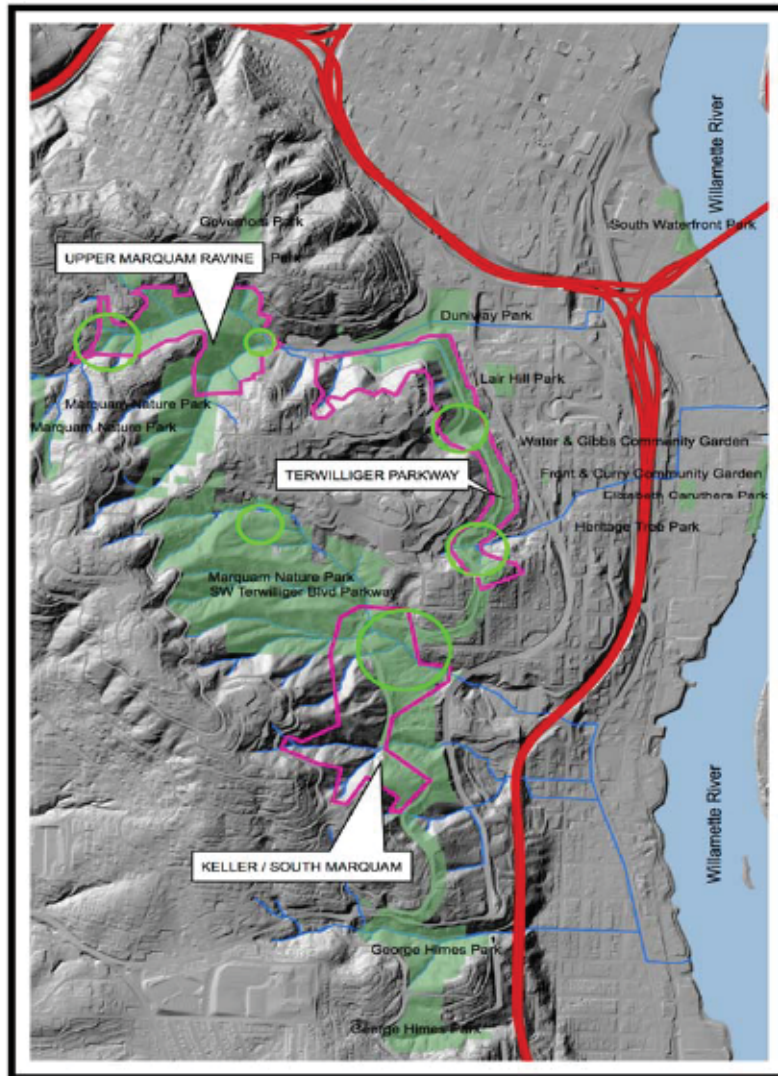 Willamette River
South Waterfront Park
Governors Park
UPPER MARQUAM RAVINE
Park
Duniway Park
Lair Hill Park
Marquam Nature Park
Marquam Nature Park
Water & Gibbs Community Garden
TERWILLIGER PARKWAY
Front & Curry Community Garden
Elizabeth Caruthers Park
Heritage Tree Park
Marquam Nature Park
SW Terwilliger Blvd Parkway
Willamette River
KELLER / SOUTH MARQUAM
George Himes Park
George Himes Park